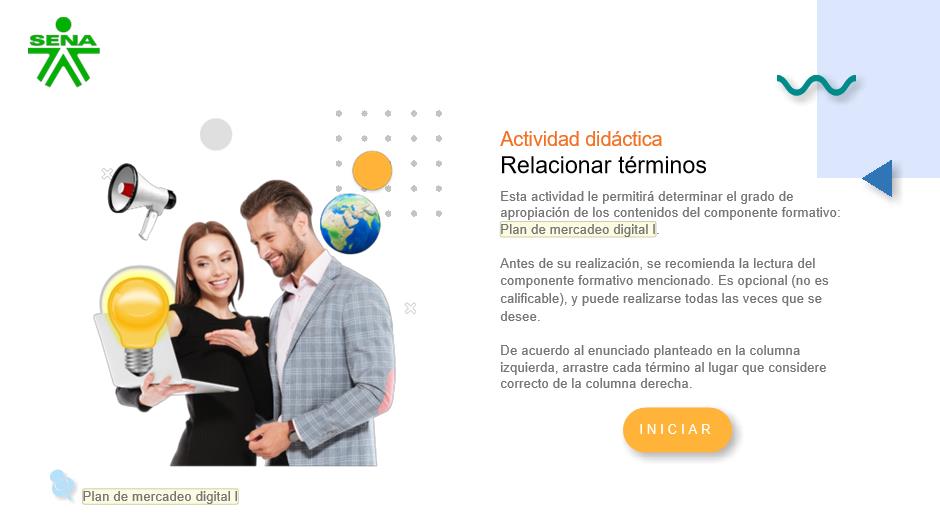 SENA
Actividad didáctica
Relacionar términos
Esta actividad le permitirá determinar el grado de
apropiación de los contenidos del componente formativo:
Plan de mercadeo digital I.
Antes de su realización, se recomienda la lectura del
componente formativo mencionado. Es opcional (no es
calificable), y puede realizarse todas las veces que se
desee.
De acuerdo al enunciado planteado en la columna
izquierda, arrastre cada término al lugar que considere
correcto de la columna derecha.
INICIAR
Plan de mercadeo digital I